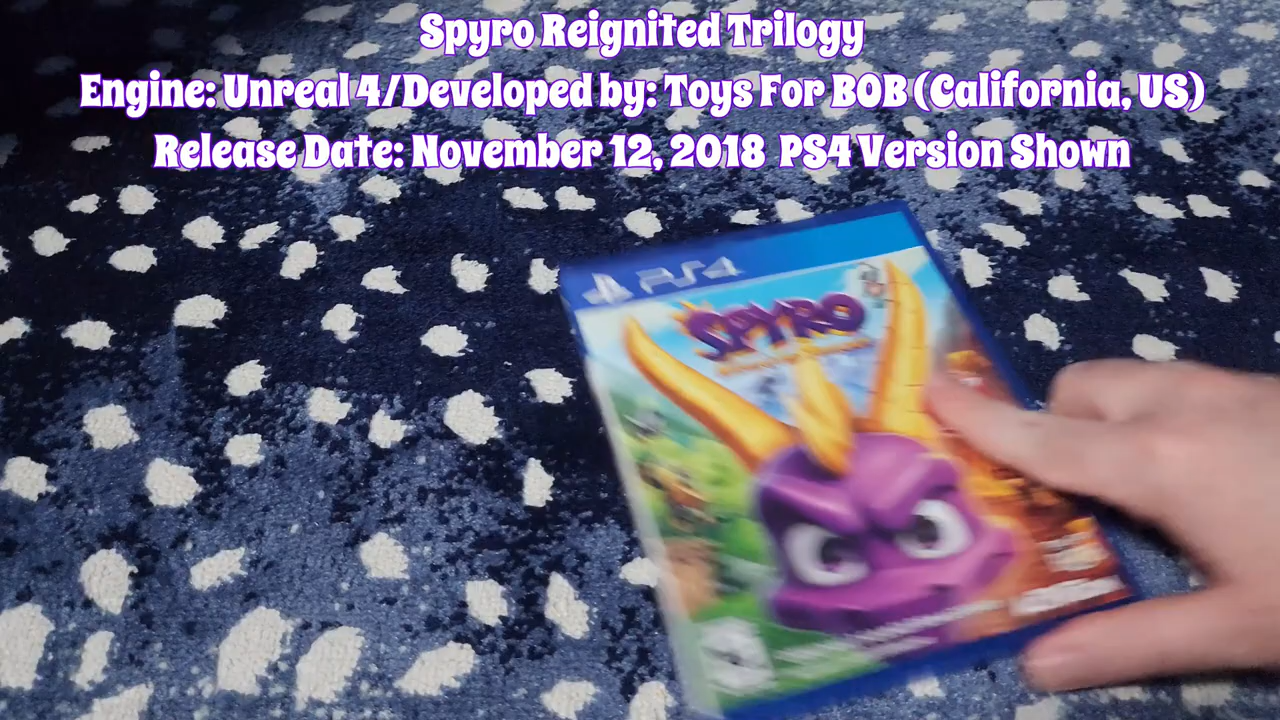 Spyro Reignited Trilogy
Engine: Unreal 4/Developed by: Toys For BOB (California, US)
Release Date: November 12, 2018 PS4 Version Shown
PS4
SPYRO